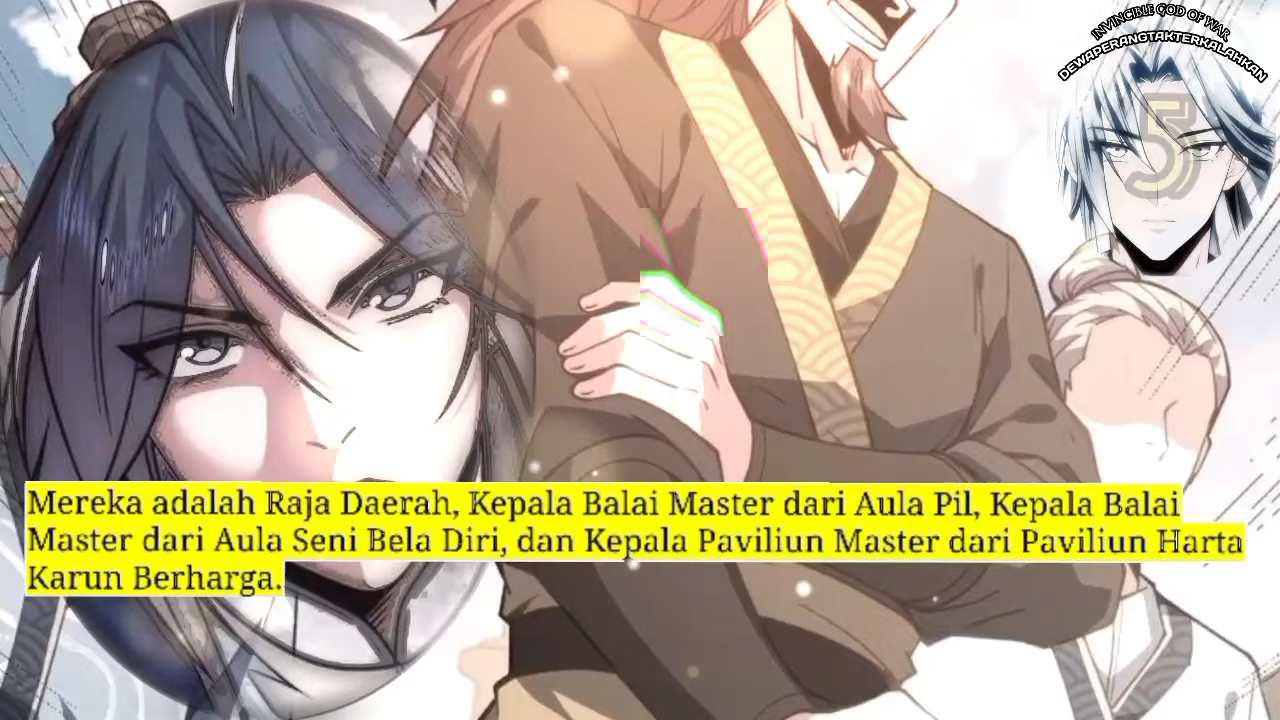 INVINCIBLE GOD OF WAR
DEWAPERANGTAKTERKALAHKAN
5
Mereka adalah Raja Daerah, Kepala Balai Master dari Aula Pil, Kepala Balai
Master dari Aula Seni Bela Diri, dan Kepala Paviliun Master dari Paviliun Harta
Karun Berharga.